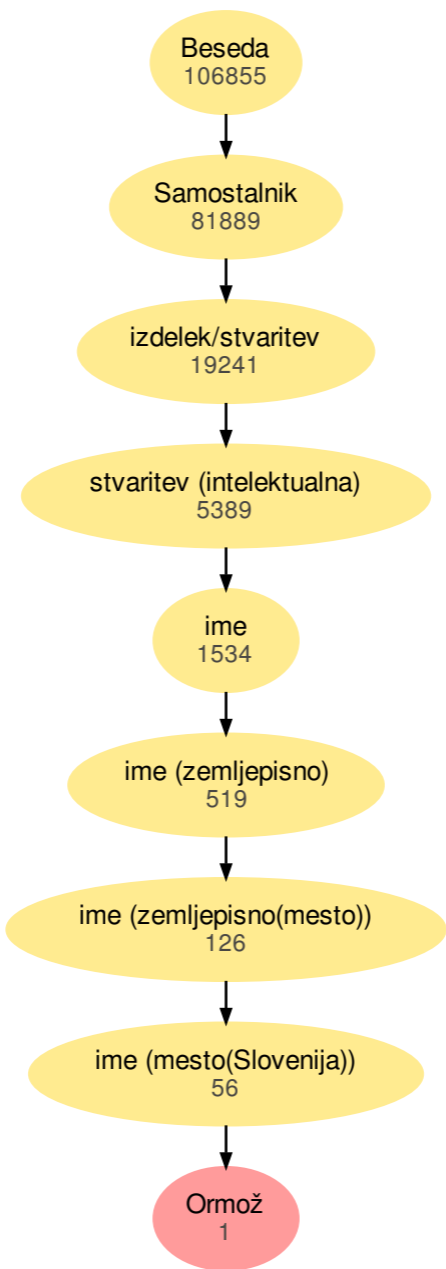 Beseda
106855
Samostalnik
81889
izdelek/stvaritev
19241
stvaritev (intelektualna)
5389
ime
1534
ime (zemljepisno)
519
ime (zemljepisno(mesto))
126
ime (mesto(Slovenija))
56
Ormož
1